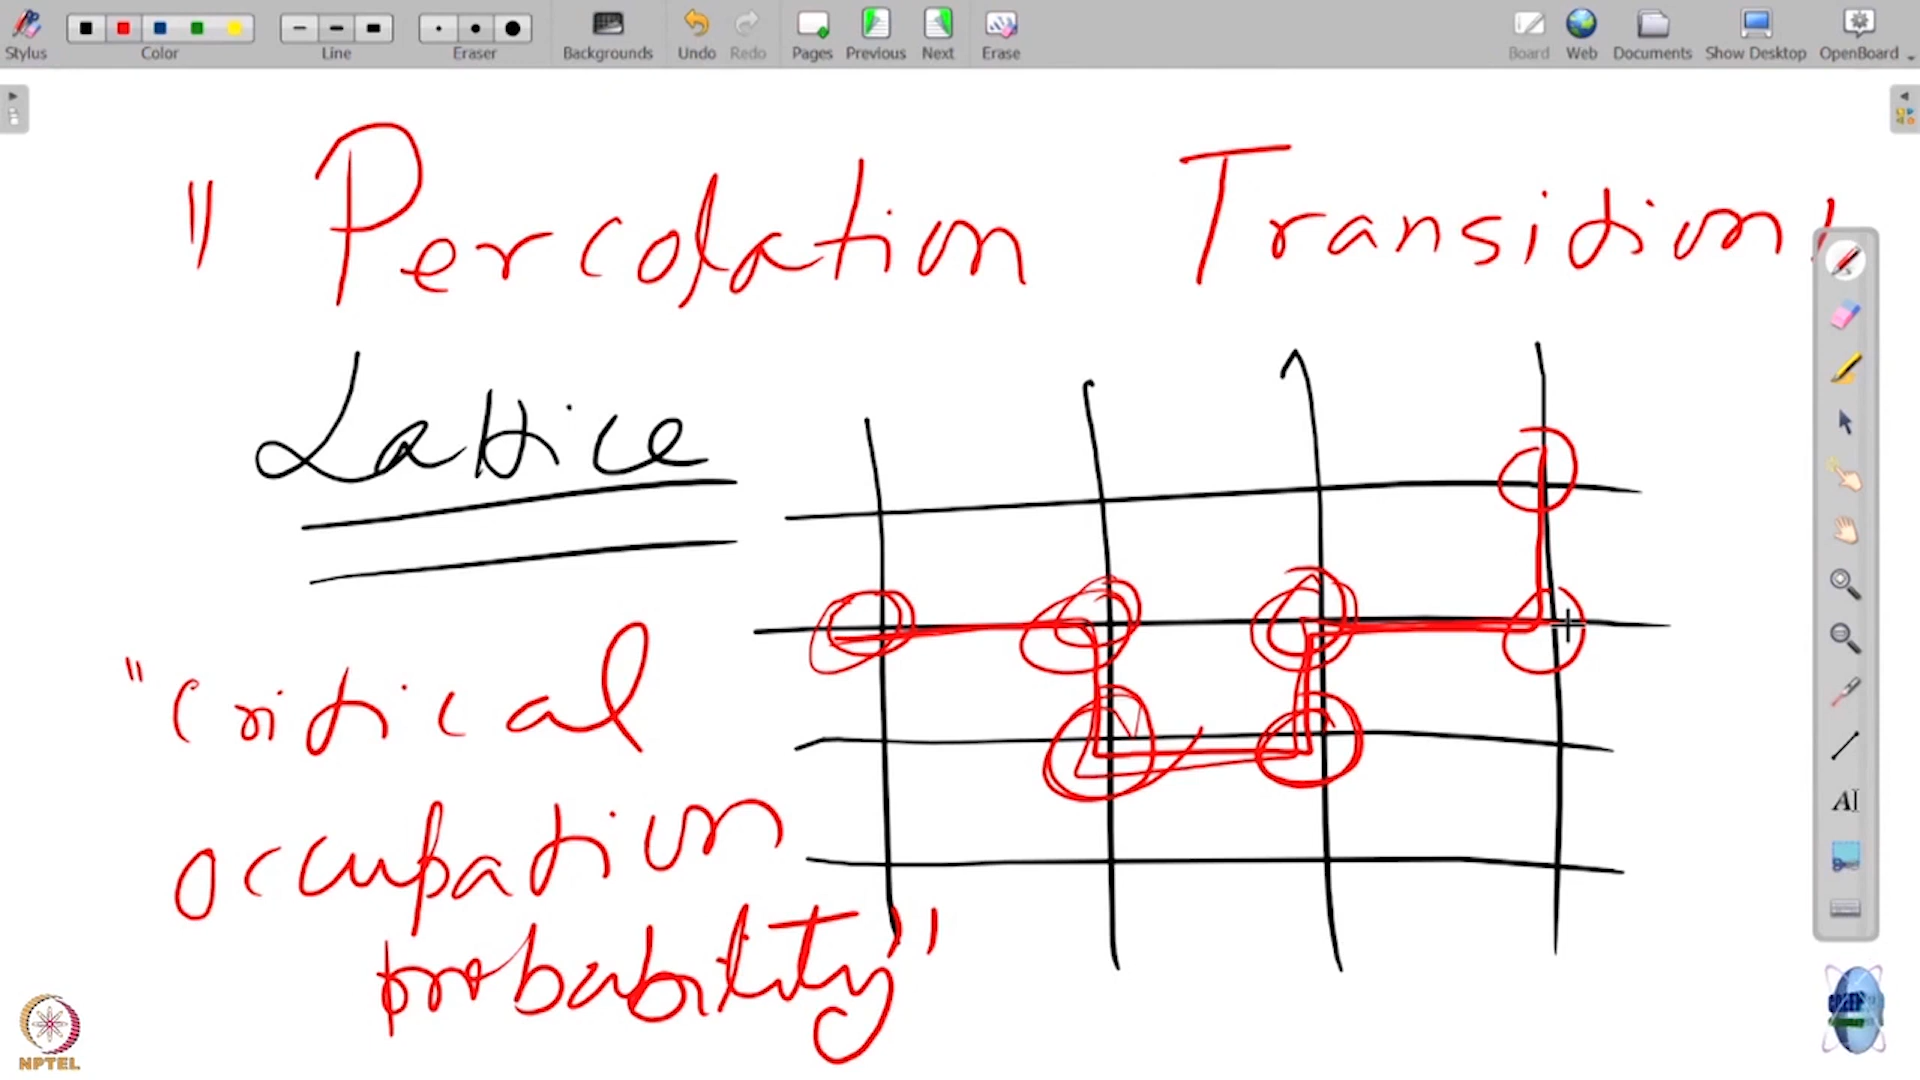 Stylus Color Line Eraser Backgrounds Undo Redo Pages Previous Next Erase Board Web Documents Show Desktop OpenBoard
" Percolation Transition"
Lattice
"critical
occupation
probability"
AI
NPTEL